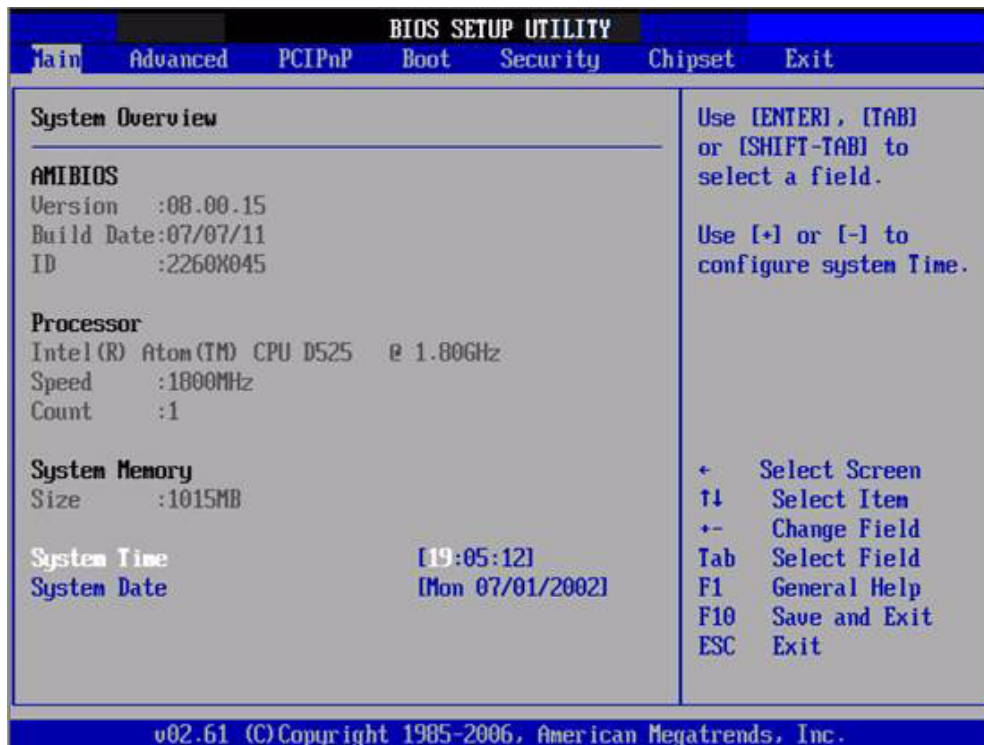 BIOS SETUP UTILITY
Main Advanced PCIPnP Boot Security Chipset Exit
System Overview
AMIBIOS
Version :08.00.15
Build Date:07/07/11
ID :2260X045
Processor
Intel(R) Atom(TM) CPU D525 @ 1.80GHz
Speed :1800MHz
Count :1
System Memory
Size :1015MB
System Time [19:05:12]
System Date [Mon 07/01/2002]
Use [ENTER], [TAB]
or [SHIFT-TAB] to
select a field.
Use [+] or [-] to
configure system Time.
← Select Screen
↑↓ Select Item
+- Change Field
Tab Select Field
F1 General Help
F10 Save and Exit
ESC Exit
v02.61 (C)Copyright 1985-2006, American Megatrends, Inc.